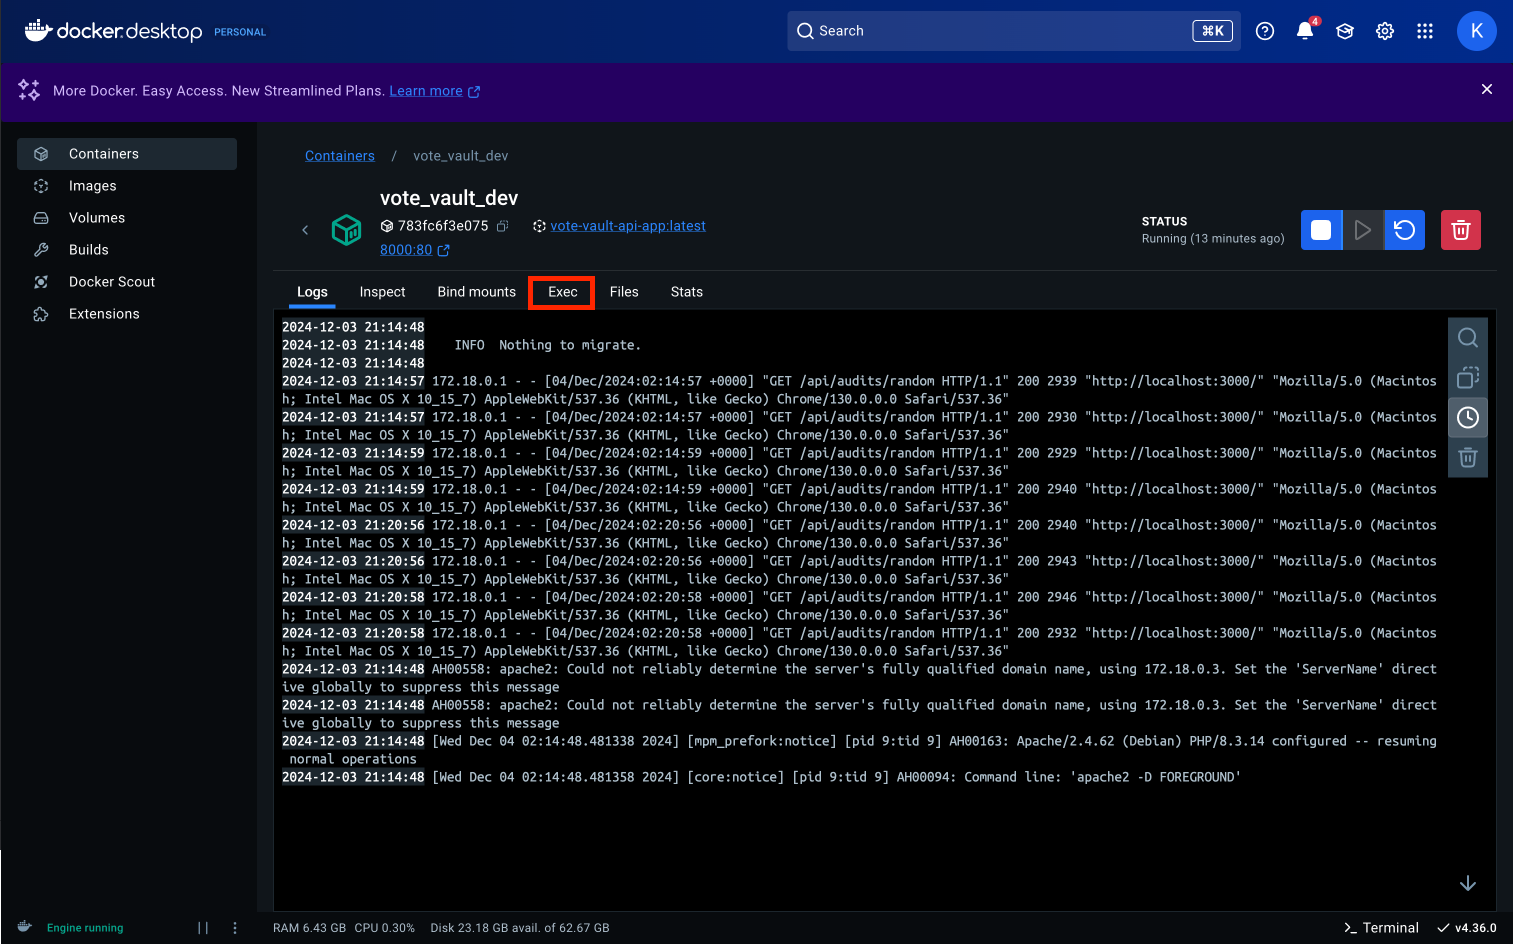 docker.desktop PERSONAL
Search
⌘K
4
K
More Docker. Easy Access. New Streamlined Plans. Learn more
Containers
Images
Volumes
Builds
Docker Scout
Extensions
Containers / vote_vault_dev
vote_vault_dev
783fc6f3e075 vote-vault-api-app:latest
8000:80
STATUS
Running (13 minutes ago)
Logs Inspect Bind mounts Exec Files Stats
2024-12-03 21:14:48
2024-12-03 21:14:48 INFO Nothing to migrate.
2024-12-03 21:14:48
2024-12-03 21:14:57 172.18.0.1 - - [04/Dec/2024:02:14:57 +0000] "GET /api/audits/random HTTP/1.1" 200 2939 "http://localhost:3000/" "Mozilla/5.0 (Macintos
h; Intel Mac OS X 10_15_7) AppleWebKit/537.36 (KHTML, like Gecko) Chrome/130.0.0.0 Safari/537.36"
2024-12-03 21:14:57 172.18.0.1 - - [04/Dec/2024:02:14:57 +0000] "GET /api/audits/random HTTP/1.1" 200 2930 "http://localhost:3000/" "Mozilla/5.0 (Macintos
h; Intel Mac OS X 10_15_7) AppleWebKit/537.36 (KHTML, like Gecko) Chrome/130.0.0.0 Safari/537.36"
2024-12-03 21:14:59 172.18.0.1 - - [04/Dec/2024:02:14:59 +0000] "GET /api/audits/random HTTP/1.1" 200 2929 "http://localhost:3000/" "Mozilla/5.0 (Macintos
h; Intel Mac OS X 10_15_7) AppleWebKit/537.36 (KHTML, like Gecko) Chrome/130.0.0.0 Safari/537.36"
2024-12-03 21:14:59 172.18.0.1 - - [04/Dec/2024:02:14:59 +0000] "GET /api/audits/random HTTP/1.1" 200 2940 "http://localhost:3000/" "Mozilla/5.0 (Macintos
h; Intel Mac OS X 10_15_7) AppleWebKit/537.36 (KHTML, like Gecko) Chrome/130.0.0.0 Safari/537.36"
2024-12-03 21:20:56 172.18.0.1 - - [04/Dec/2024:02:20:56 +0000] "GET /api/audits/random HTTP/1.1" 200 2940 "http://localhost:3000/" "Mozilla/5.0 (Macintos
h; Intel Mac OS X 10_15_7) AppleWebKit/537.36 (KHTML, like Gecko) Chrome/130.0.0.0 Safari/537.36"
2024-12-03 21:20:56 172.18.0.1 - - [04/Dec/2024:02:20:56 +0000] "GET /api/audits/random HTTP/1.1" 200 2943 "http://localhost:3000/" "Mozilla/5.0 (Macintos
h; Intel Mac OS X 10_15_7) AppleWebKit/537.36 (KHTML, like Gecko) Chrome/130.0.0.0 Safari/537.36"
2024-12-03 21:20:58 172.18.0.1 - - [04/Dec/2024:02:20:58 +0000] "GET /api/audits/random HTTP/1.1" 200 2946 "http://localhost:3000/" "Mozilla/5.0 (Macintos
h; Intel Mac OS X 10_15_7) AppleWebKit/537.36 (KHTML, like Gecko) Chrome/130.0.0.0 Safari/537.36"
2024-12-03 21:20:58 172.18.0.1 - - [04/Dec/2024:02:20:58 +0000] "GET /api/audits/random HTTP/1.1" 200 2932 "http://localhost:3000/" "Mozilla/5.0 (Macintos
h; Intel Mac OS X 10_15_7) AppleWebKit/537.36 (KHTML, like Gecko) Chrome/130.0.0.0 Safari/537.36"
2024-12-03 21:14:48 AH00558: apache2: Could not reliably determine the server's fully qualified domain name, using 172.18.0.3. Set the 'ServerName' direct
ive globally to suppress this message
2024-12-03 21:14:48 AH00558: apache2: Could not reliably determine the server's fully qualified domain name, using 172.18.0.3. Set the 'ServerName' direct
ive globally to suppress this message
2024-12-03 21:14:48 [Wed Dec 04 02:14:48.481338 2024] [mpm_prefork:notice] [pid 9:tid 9] AH00163: Apache/2.4.62 (Debian) PHP/8.3.14 configured -- resuming
normal operations
2024-12-03 21:14:48 [Wed Dec 04 02:14:48.481358 2024] [core:notice] [pid 9:tid 9] AH00094: Command line: 'apache2 -D FOREGROUND'
Engine running
RAM 6.43 GB CPU 0.30% Disk 23.18 GB avail. of 62.67 GB
Terminal
v4.36.0